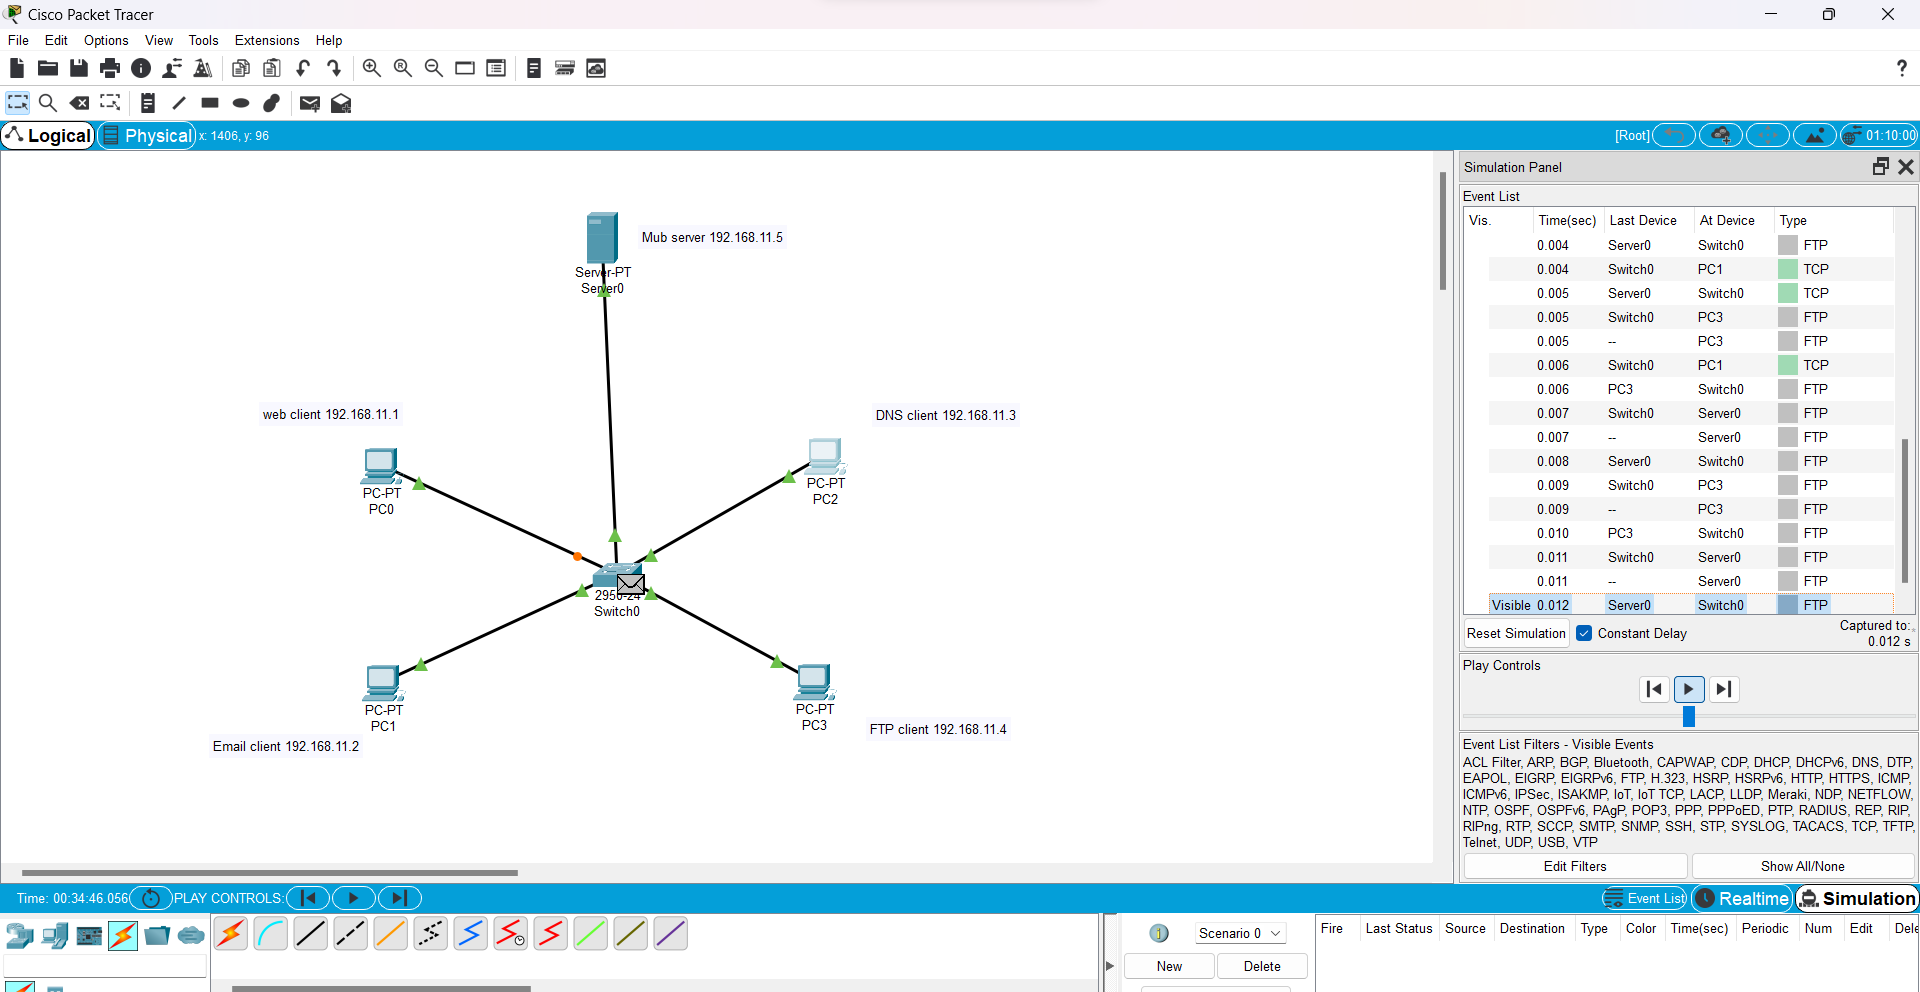 Cisco Packet Tracer
File Edit Options View Tools Extensions Help
?
Logical Physical x: 1406, y: 96 [Root] 01:10:00
Mub server 192.168.11.5
Server-PT
Server0
web client 192.168.11.1
DNS client 192.168.11.3
PC-PT
PC0
PC-PT
PC2
2950-24
Switch0
PC-PT
PC1
PC-PT
PC3
Email client 192.168.11.2
FTP client 192.168.11.4
Simulation Panel
Event List
Vis. Time(sec) Last Device At Device Type
0.004 Server0 Switch0 FTP
0.004 Switch0 PC1 TCP
0.005 Server0 Switch0 TCP
0.005 Switch0 PC3 FTP
0.005 -- PC3 FTP
0.006 Switch0 PC1 TCP
0.006 PC3 Switch0 FTP
0.007 Switch0 Server0 FTP
0.007 -- Server0 FTP
0.008 Server0 Switch0 FTP
0.009 Switch0 PC3 FTP
0.009 -- PC3 FTP
0.010 PC3 Switch0 FTP
0.011 Switch0 Server0 FTP
0.011 -- Server0 FTP
Visible 0.012 Server0 Switch0 FTP
Reset Simulation Constant Delay Captured to:
0.012 s
Play Controls
Event List Filters - Visible Events
ACL Filter, ARP, BGP, Bluetooth, CAPWAP, CDP, DHCP, DHCPv6, DNS, DTP,
EAPOL, EIGRP, EIGRPv6, FTP, H.323, HSRP, HSRPv6, HTTP, HTTPS, ICMP,
ICMPv6, IPSec, ISAKMP, IoT, IoT TCP, LACP, LLDP, Meraki, NDP, NETFLOW,
NTP, OSPF, OSPFv6, PAgP, POP3, PPP, PPPoED, PTP, RADIUS, REP, RIP,
RIPng, RTP, SCCP, SMTP, SNMP, SSH, STP, SYSLOG, TACACS, TCP, TFTP,
Telnet, UDP, USB, VTP
Edit Filters Show All/None
Time: 00:34:46.056 PLAY CONTROLS: Event List Realtime Simulation
Scenario 0
New Delete
Fire Last Status Source Destination Type Color Time(sec) Periodic Num Edit Dele